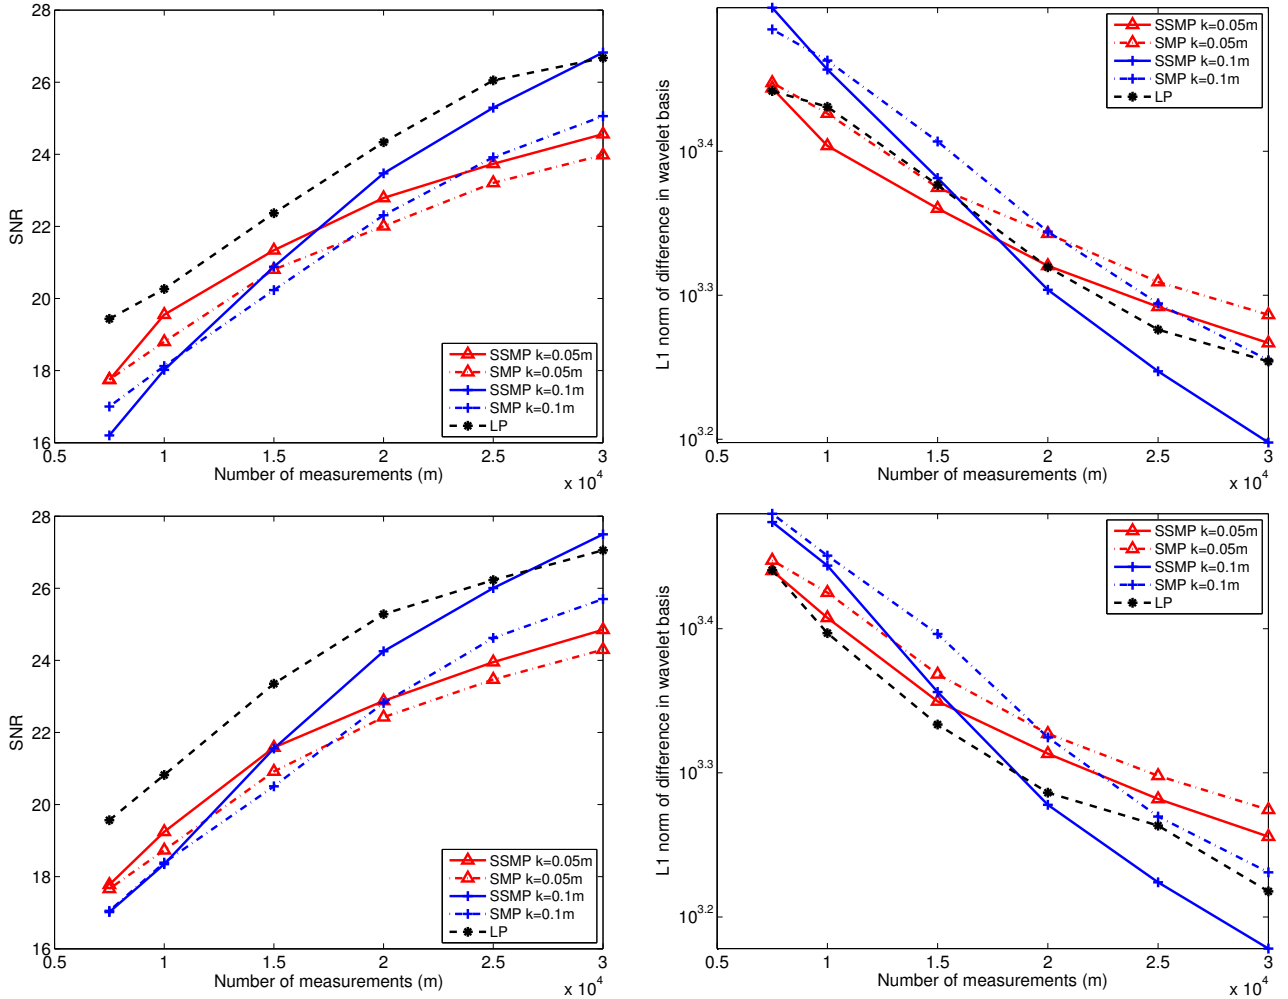 28
26
24
22
20
18
16
SNR
0.5
1
1.5
2
2.5
3
Number of measurements (m)
x 10^4
SSMP k=0.05m
SMP k=0.05m
SSMP k=0.1m
SMP k=0.1m
LP
10^3.4
10^3.3
10^3.2
L1 norm of difference in wavelet basis
0.5
1
1.5
2
2.5
3
Number of measurements (m)
x 10^4
SSMP k=0.05m
SMP k=0.05m
SSMP k=0.1m
SMP k=0.1m
LP
28
26
24
22
20
18
16
SNR
0.5
1
1.5
2
2.5
3
Number of measurements (m)
x 10^4
SSMP k=0.05m
SMP k=0.05m
SSMP k=0.1m
SMP k=0.1m
LP
10^3.4
10^3.3
10^3.2
L1 norm of difference in wavelet basis
0.5
1
1.5
2
2.5
3
Number of measurements (m)
x 10^4
SSMP k=0.05m
SMP k=0.05m
SSMP k=0.1m
SMP k=0.1m
LP